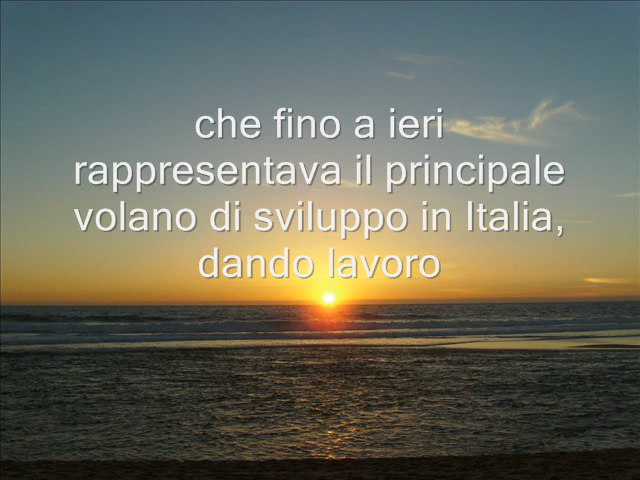 che fino a ieri
rappresentava il principale
volano di sviluppo in Italia,
dando lavoro